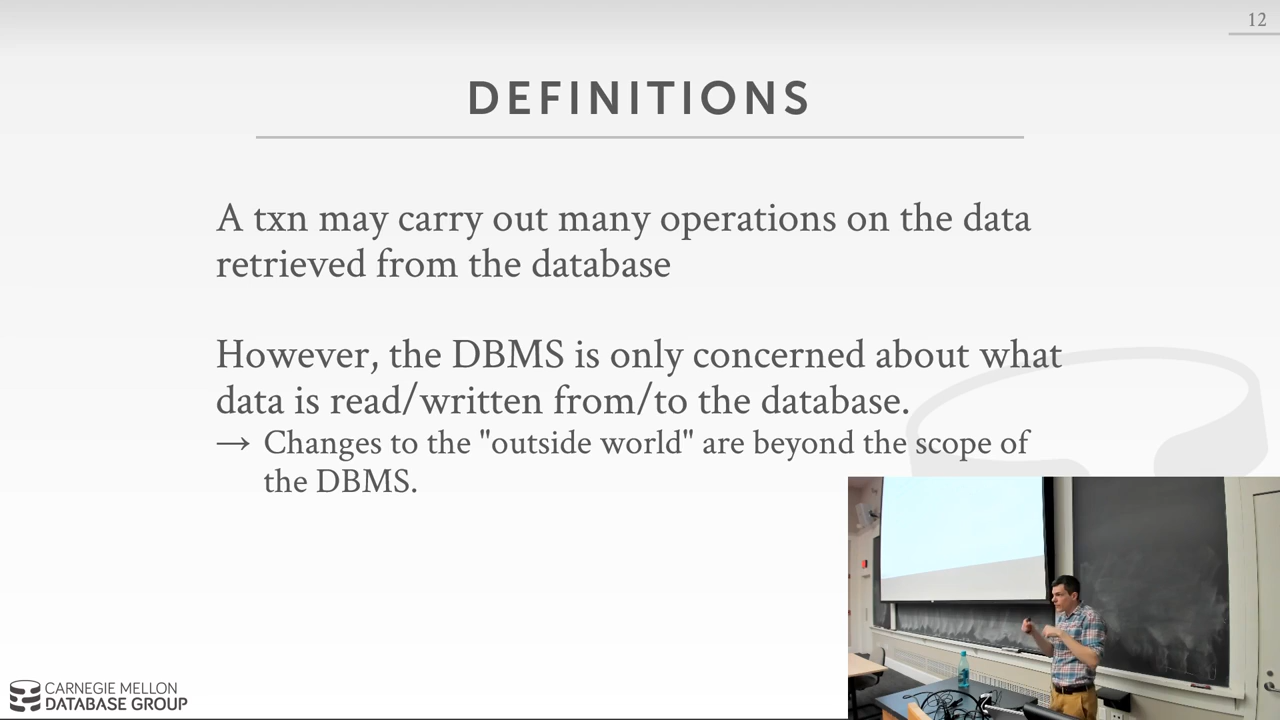 12
DEFINITIONS
A txn may carry out many operations on the data
retrieved from the database
However, the DBMS is only concerned about what
data is read/written from/to the database.
→ Changes to the "outside world" are beyond the scope of
the DBMS.
CARNEGIE MELLON
DATABASE GROUP